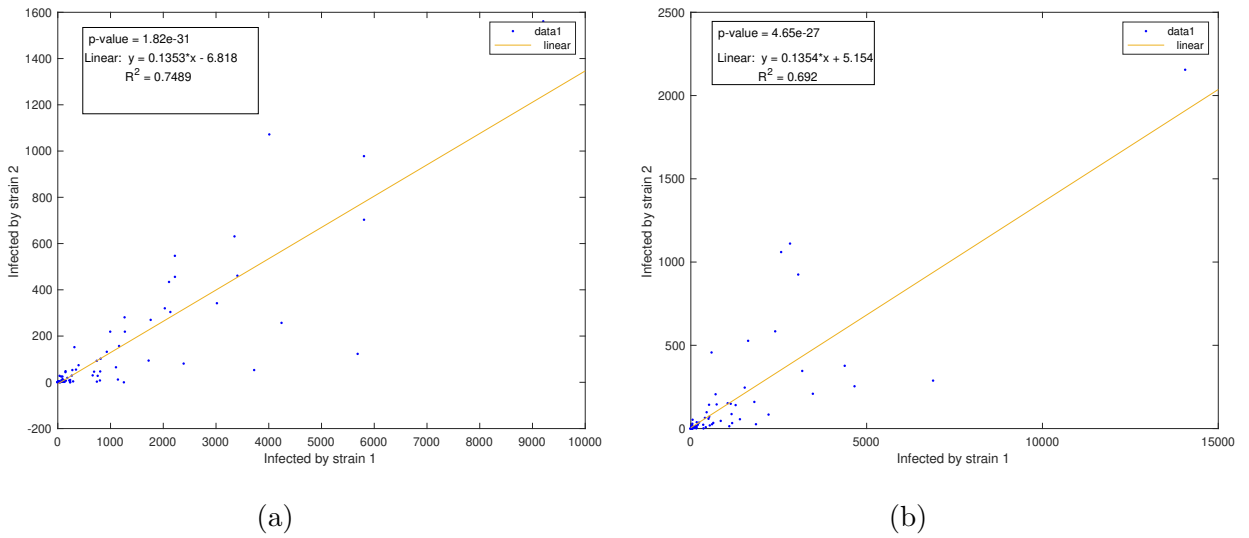 1600
1400
1200
1000
800
600
400
200
0
-200
Infected by strain 2
p-value = 1.82e-31
Linear: y = 0.1353*x - 6.818
R² = 0.7489
data1
linear
0 1000 2000 3000 4000 5000 6000 7000 8000 9000 10000
Infected by strain 1
(a)
2500
2000
1500
1000
500
0
Infected by strain 2
p-value = 4.65e-27
Linear: y = 0.1354*x + 5.154
R² = 0.692
data1
linear
0 5000 10000 15000
Infected by strain 1
(b)